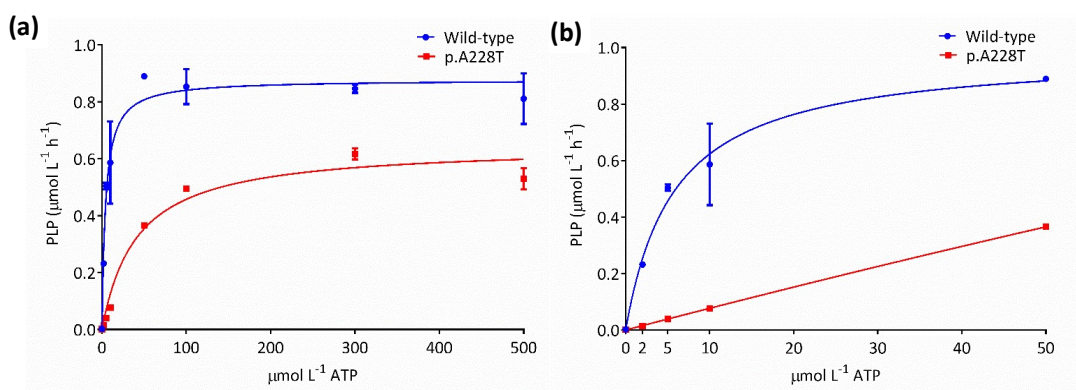 (a)
Wild-type
p.A228T
1.0
0.8
0.6
0.4
0.2
0.0
PLP (μmol L⁻¹ h⁻¹)
0 100 200 300 400 500
μmol L⁻¹ ATP
(b)
Wild-type
p.A228T
1.0
0.8
0.6
0.4
0.2
0.0
PLP (μmol L⁻¹ h⁻¹)
0 2 5 10 20 30 40 50
μmol L⁻¹ ATP